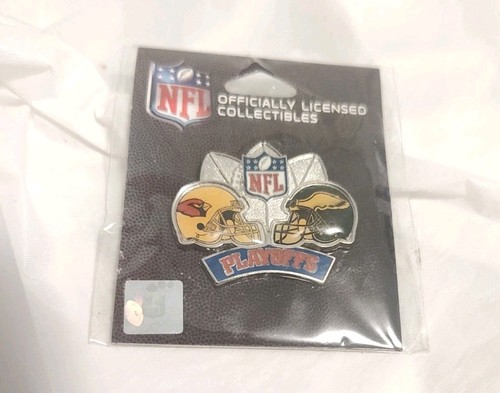 NFL
OFFICIALLY LICENSED
COLLECTIBLES
NFL
PLAYOFFS